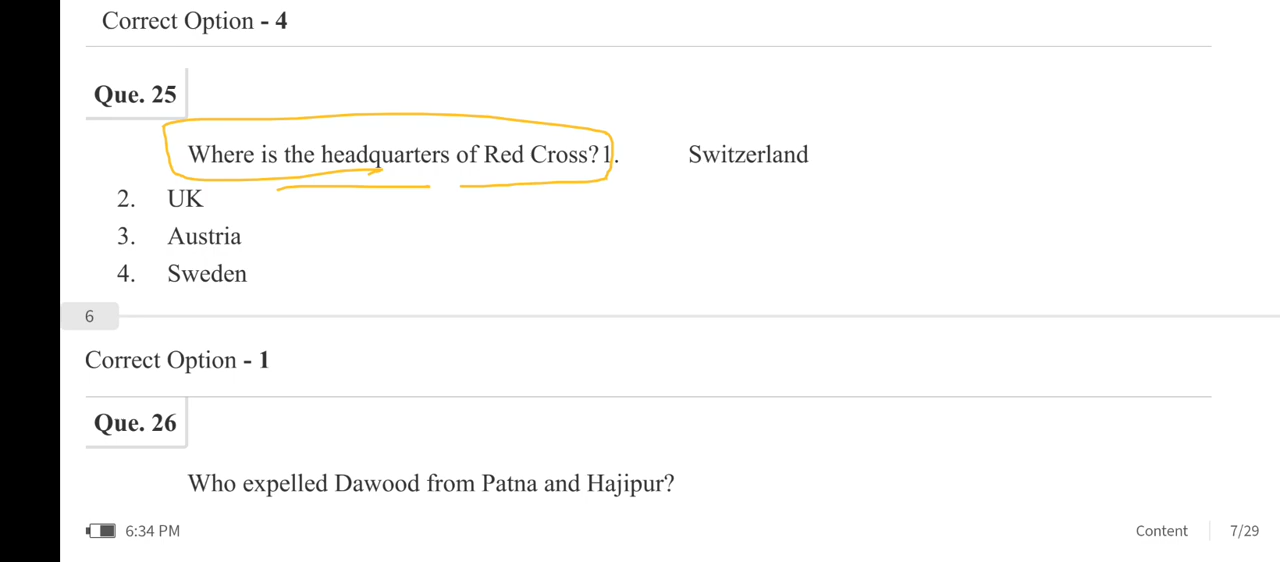 Correct Option - 4
Que. 25
Where is the headquarters of Red Cross?1. Switzerland
2. UK
3. Austria
4. Sweden
6
Correct Option - 1
Que. 26
Who expelled Dawood from Patna and Hajipur?
6:34 PM Content 7/29